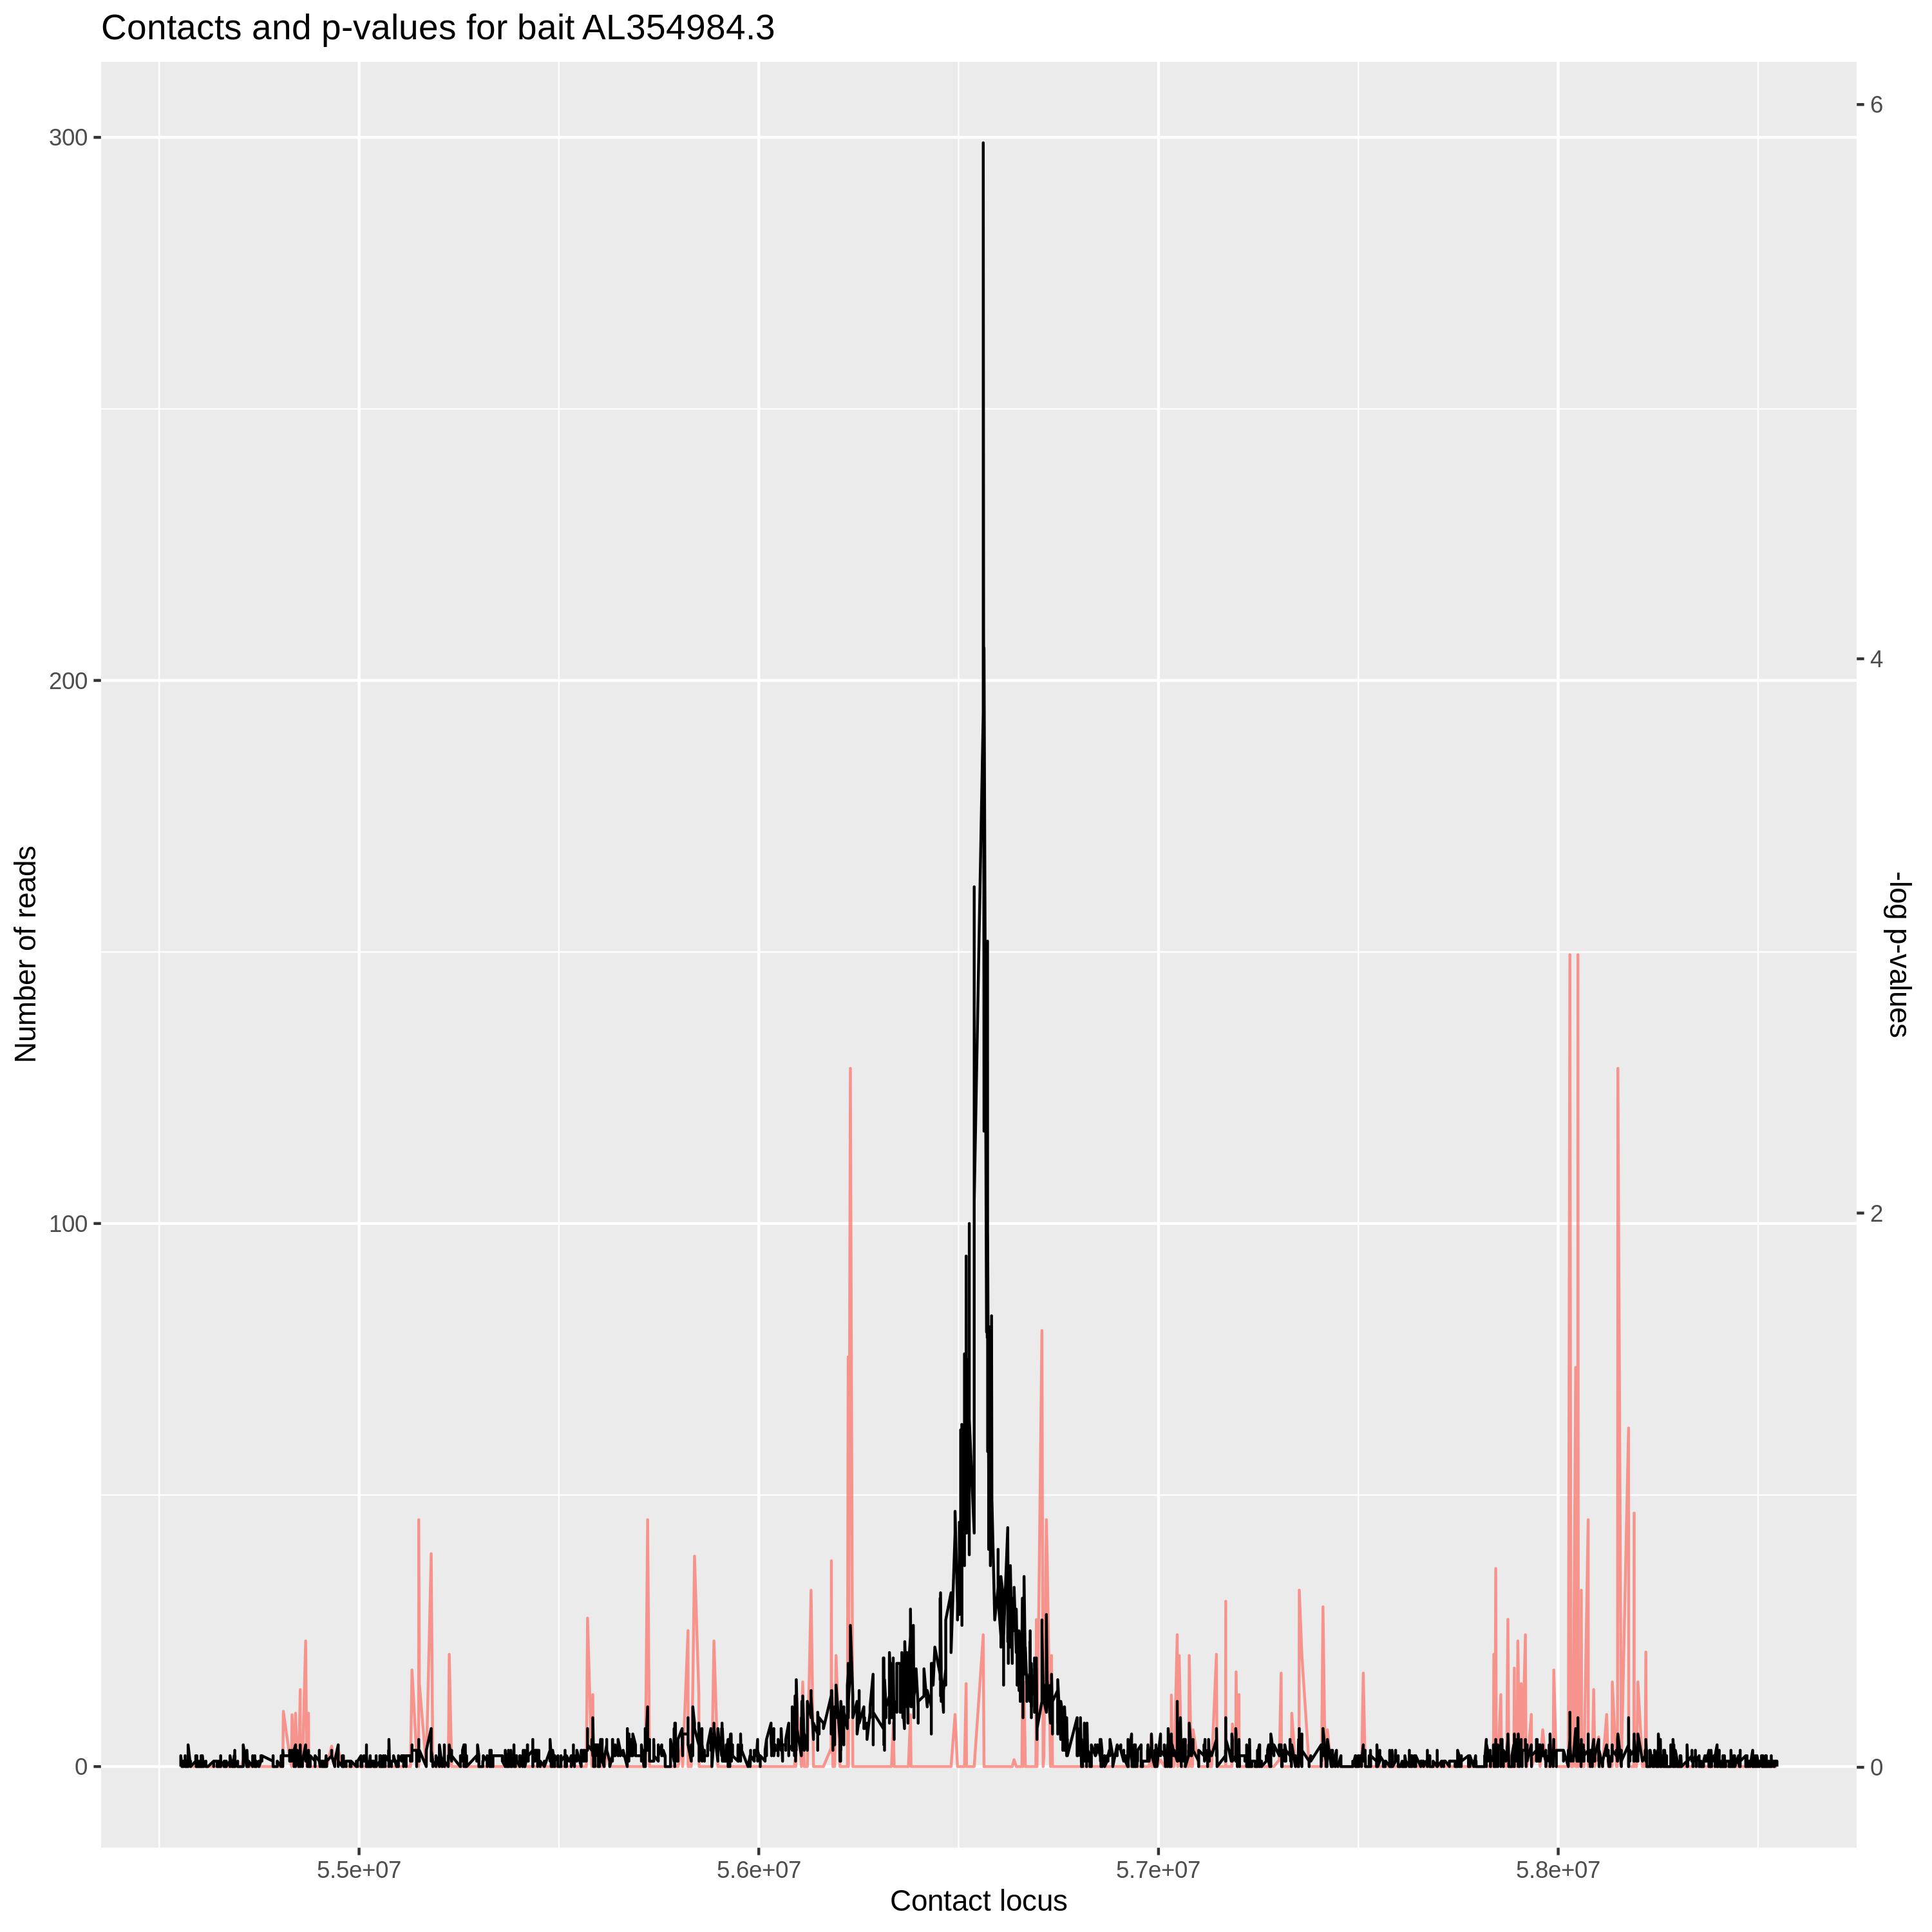 Contacts and p-values for bait AL354984.3
300
200
100
0
6
4
2
0
Number of reads
-log p-values
5.5e+07 5.6e+07 5.7e+07 5.8e+07
Contact locus